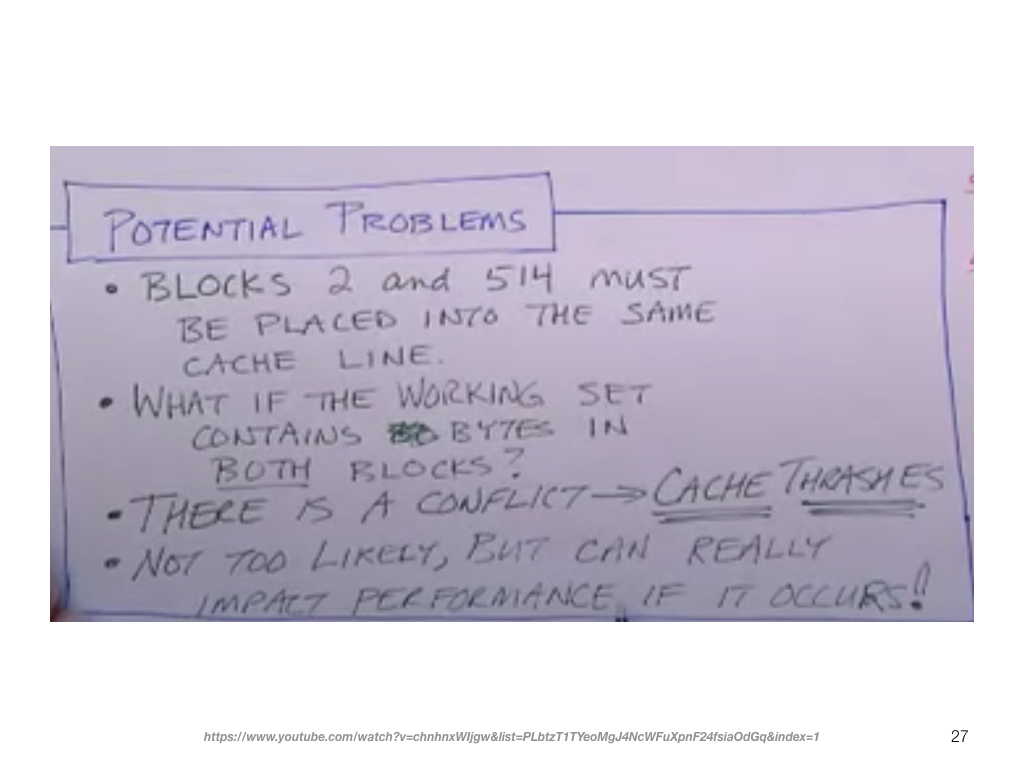 POTENTIAL PROBLEMS
• BLOCKS 2 and 514 MUST
BE PLACED INTO THE SAME
CACHE LINE.
• WHAT IF THE WORKING SET
CONTAINS BYTES IN
BOTH BLOCKS?
• THERE IS A CONFLICT → CACHE THRASHES
• NOT TOO LIKELY, BUT CAN REALLY
IMPACT PERFORMANCE IF IT OCCURS!!
https://www.youtube.com/watch?v=chnhnxWIjgw&list=PLbtzT1TYeoMgJ4NcWFuXpnF24fsiaOdGq&index=1
27